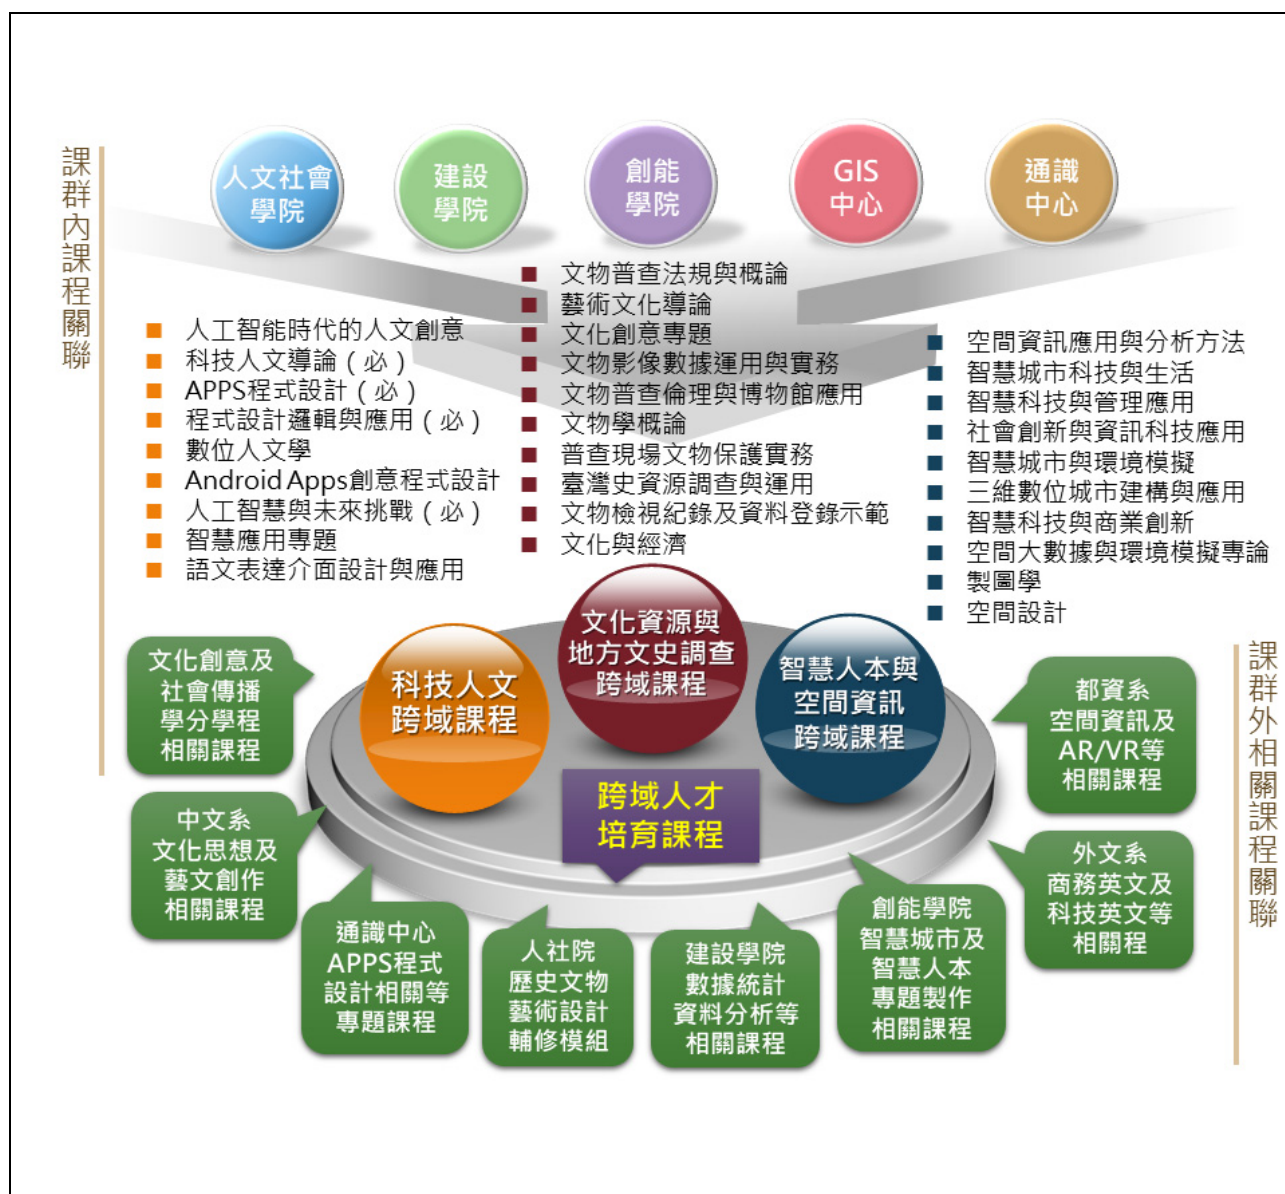 課群內課程關聯
人文社會
學院
建設
學院
創能
學院
GIS
中心
通識
中心
人工智能時代的人文創意
科技人文導論（必）
APPS程式設計（必）
程式設計邏輯與應用（必）
數位人文學
Android Apps創意程式設計
人工智慧與未來挑戰（必）
智慧應用專題
語文表達介面設計與應用
文物普查法規與概論
藝術文化導論
文化創意專題
文物影像數據運用與實務
文物普查倫理與博物館應用
文物學概論
普查現場文物保護實務
臺灣史資源調查與運用
文物檢視紀錄及資料登錄示範
文化與經濟
空間資訊應用與分析方法
智慧城市科技與生活
智慧科技與管理應用
社會創新與資訊科技應用
智慧城市與環境模擬
三維數位城市建構與應用
智慧科技與商業創新
空間大數據與環境模擬專論
製圖學
空間設計
科技人文
跨域課程
文化資源與
地方文史調查
跨域課程
智慧人本與
空間資訊
跨域課程
跨域人才
培育課程
課群外相關課程關聯
文化創意及
社會傳播
學分學程
相關課程
中文系
文化思想及
藝文創作
相關課程
通識中心
APPS程式
設計相關等
專題課程
人社院
歷史文物
藝術設計
輔修模組
建設學院
數據統計
資料分析等
相關課程
創能學院
智慧城市及
智慧人本
專題製作
相關課程
外文系
商務英文及
科技英文等
相關程
都資系
空間資訊及
AR/VR等
相關課程